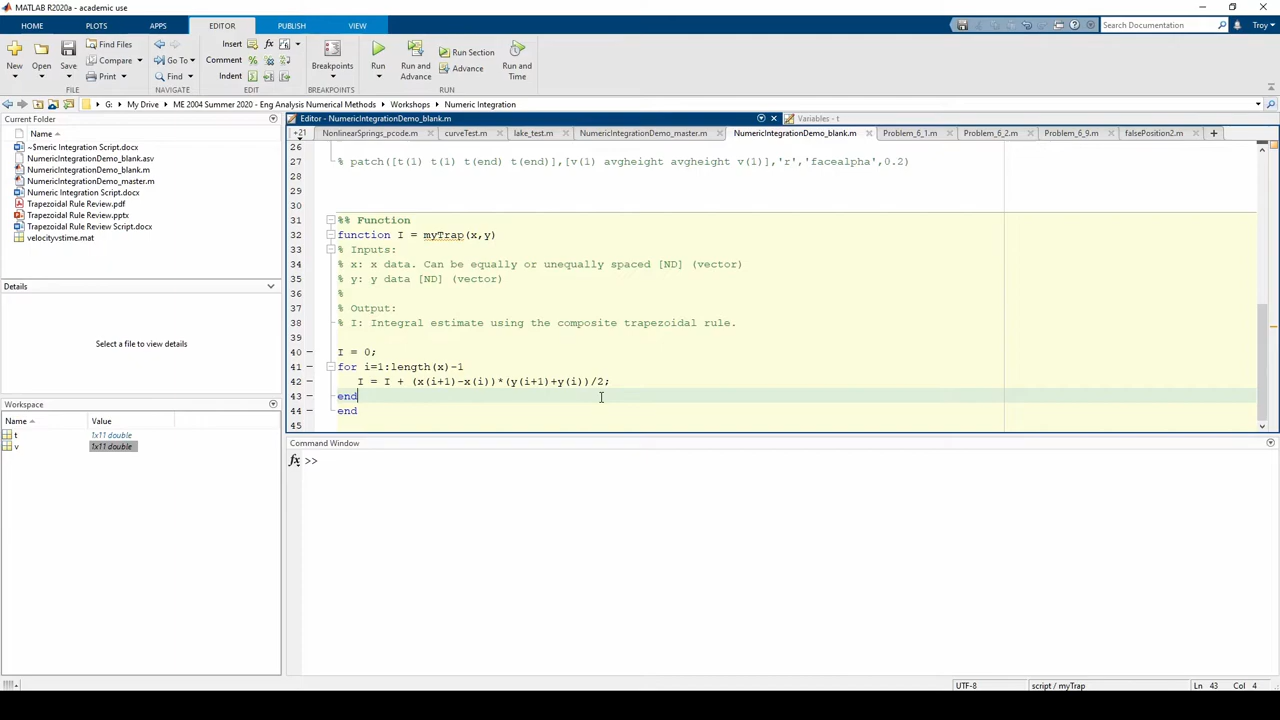 MATLAB R2020a - academic use
HOME PLOTS APPS EDITOR PUBLISH VIEW
Search Documentation
Troy
New Open Save
Find Files
Compare
Print
FILE
Go To
Find
NAVIGATE
Insert
Comment
Indent
EDIT
Breakpoints
BREAKPOINTS
Run
Run and Advance
Run Section
Advance
Run and Time
RUN
G: My Drive ME 2004 Summer 2020 - Eng Analysis Numerical Methods Workshops Numeric Integration
Current Folder
Name
~$meric Integration Script.docx
NumericIntegrationDemo_blank.asv
NumericIntegrationDemo_blank.m
NumericIntegrationDemo_master.m
Numeric Integration Script.docx
Trapezoidal Rule Review.pdf
Trapezoidal Rule Review.pptx
Trapezoidal Rule Review Script.docx
velocityvstime.mat
Details
Select a file to view details
Workspace
Name Value
t 1x11 double
v 1x11 double
Editor - NumericIntegrationDemo_blank.m
Variables - t
+21 NonlinearSprings_pcode.m curveTest.m lake_test.m NumericIntegrationDemo_master.m NumericIntegrationDemo_blank.m Problem_6_1.m Problem_6_2.m Problem_6_9.m falsePosition2.m
26
27 % patch([t(1) t(1) t(end) t(end)],[v(1) avgheight avgheight v(1)],'r','facealpha',0.2)
28
29
30
31 %% Function
32 function I = myTrap(x,y)
33 % Inputs:
34 % x: x data. Can be equally or unequally spaced [ND] (vector)
35 % y: y data [ND] (vector)
36 %
37 % Output:
38 % I: Integral estimate using the composite trapezoidal rule.
39
40 I = 0;
41 for i=1:length(x)-1
42 I = I + (x(i+1)-x(i))*(y(i+1)+y(i))/2;
43 end
44 end
45
Command Window
fx >>
UTF-8 script / myTrap Ln 43 Col 4